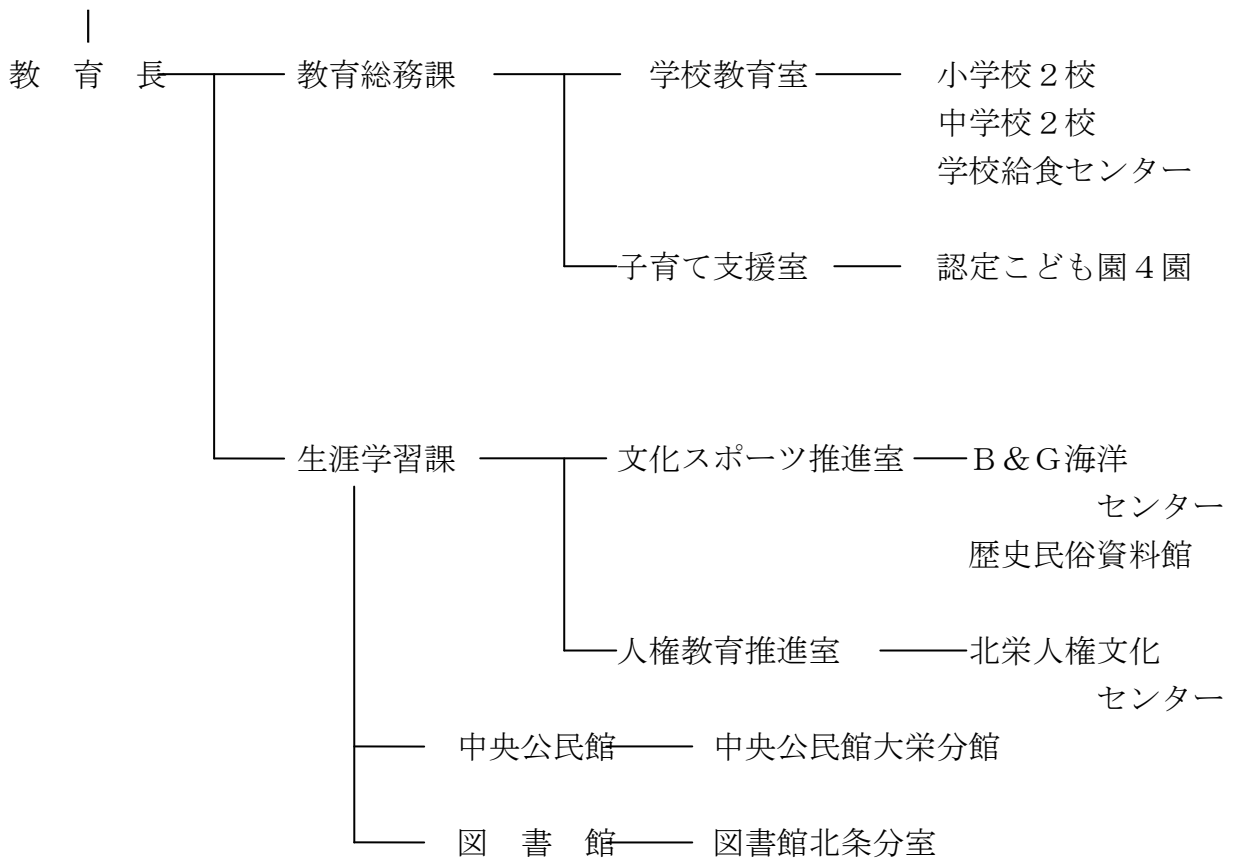 教　育　長　教育総務課　学校教育室　小学校２校
中学校２校
学校給食センター
子育て支援室　認定こども園４園
生涯学習課　文化スポーツ推進室　Ｂ＆Ｇ海洋
センター
歴史民俗資料館
人権教育推進室　北栄人権文化
センター
中央公民館　中央公民館大栄分館
図　書　館　図書館北条分室